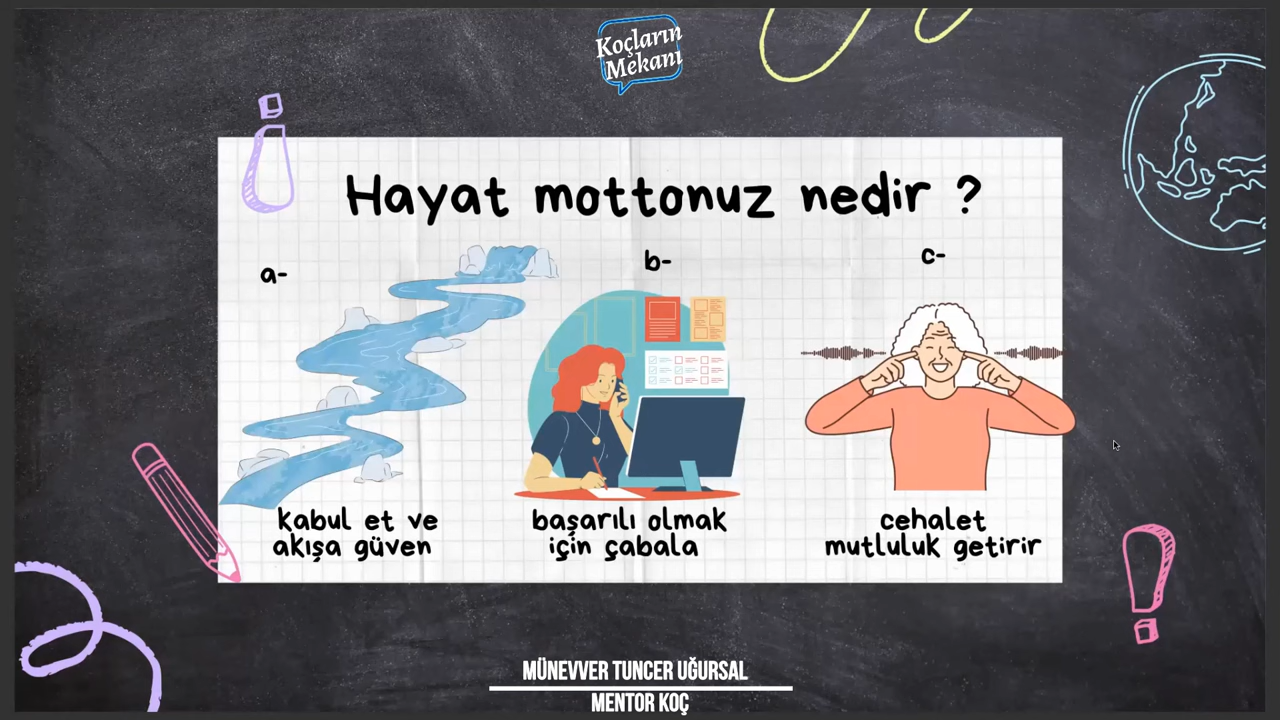 Koçların
Mekanı
Hayat mottonuz nedir ?
a-
b-
c-
kabul et ve
akışa güven
başarılı olmak
için çabala
cehalet
mutluluk getirir
MÜNEVVER TUNCER UĞURSAL
MENTOR KOÇ